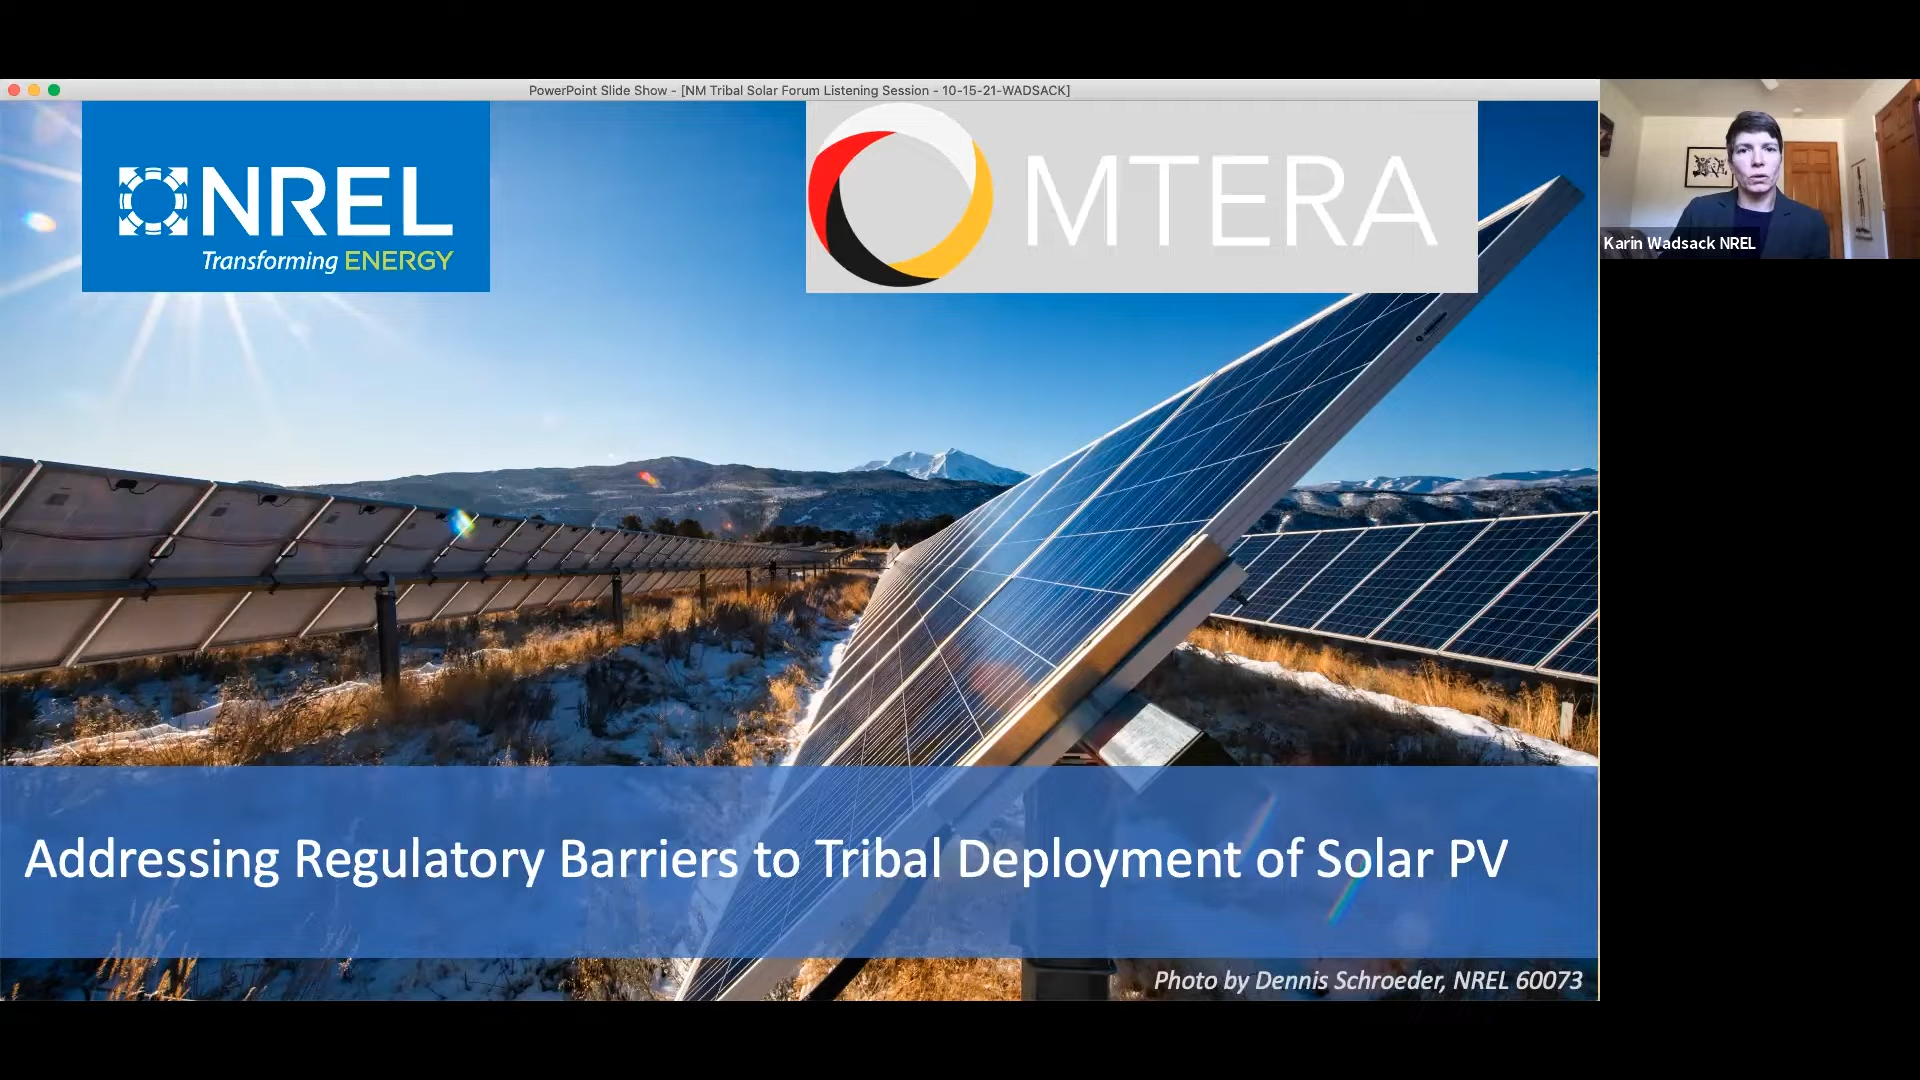 PowerPoint Slide Show - [NM Tribal Solar Forum Listening Session - 10-15-21-WADSACK]
NREL
Transforming ENERGY
MTERA
Karin Wadsack NREL
Addressing Regulatory Barriers to Tribal Deployment of Solar PV
Photo by Dennis Schroeder, NREL 60073